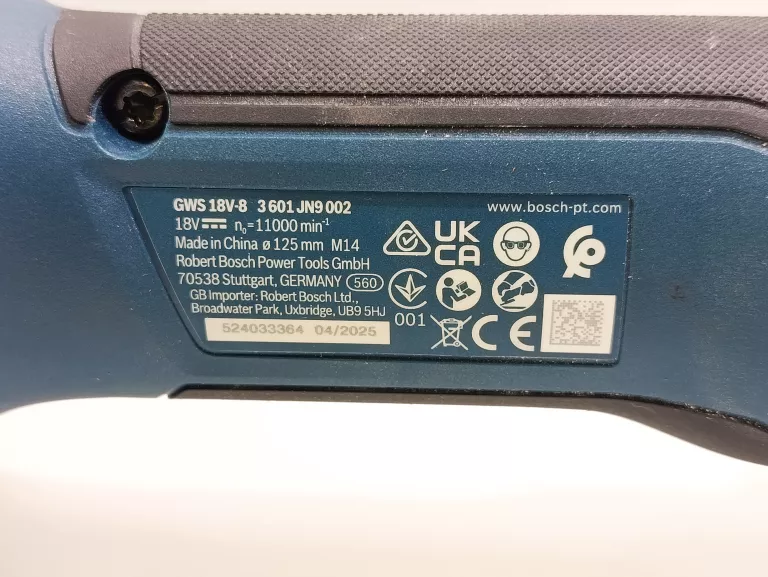 GWS 18V-8 3 601 JN9 002
www.bosch-pt.com
18V n₀=11000 min⁻¹
Made in China ø 125 mm M14
Robert Bosch Power Tools GmbH
70538 Stuttgart, GERMANY 560
GB Importer: Robert Bosch Ltd.,
Broadwater Park, Uxbridge, UB9 5HJ
524033364 04/2025
UK
CA
001
CE